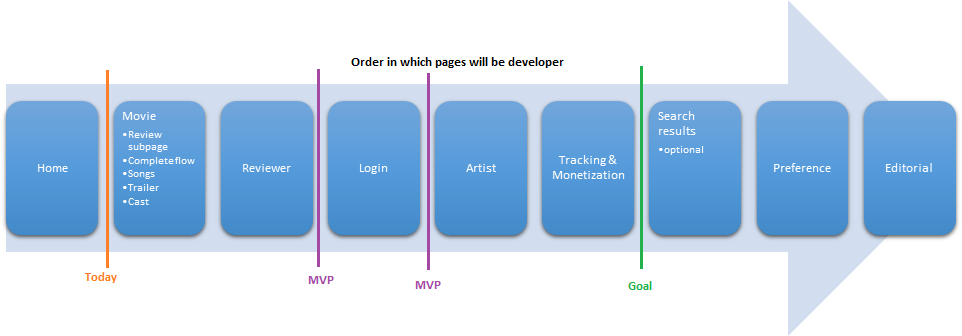 Order in which pages will be developer
Home
Movie
•Review
subpage
•Complete flow
•Songs
•Trailer
•Cast
Reviewer
Login
Artist
Tracking &
Monetization
Search
results
•optional
Preference
Editorial
Today
MVP
MVP
Goal